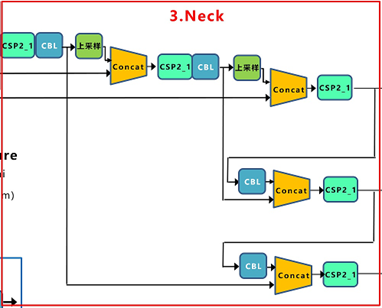 3.Neck
CSP2_1 CBL 上采样 Concat CSP2_1 CBL 上采样 Concat CSP2_1
ure
ni
m)
CBL Concat CSP2_1
CBL Concat CSP2_1